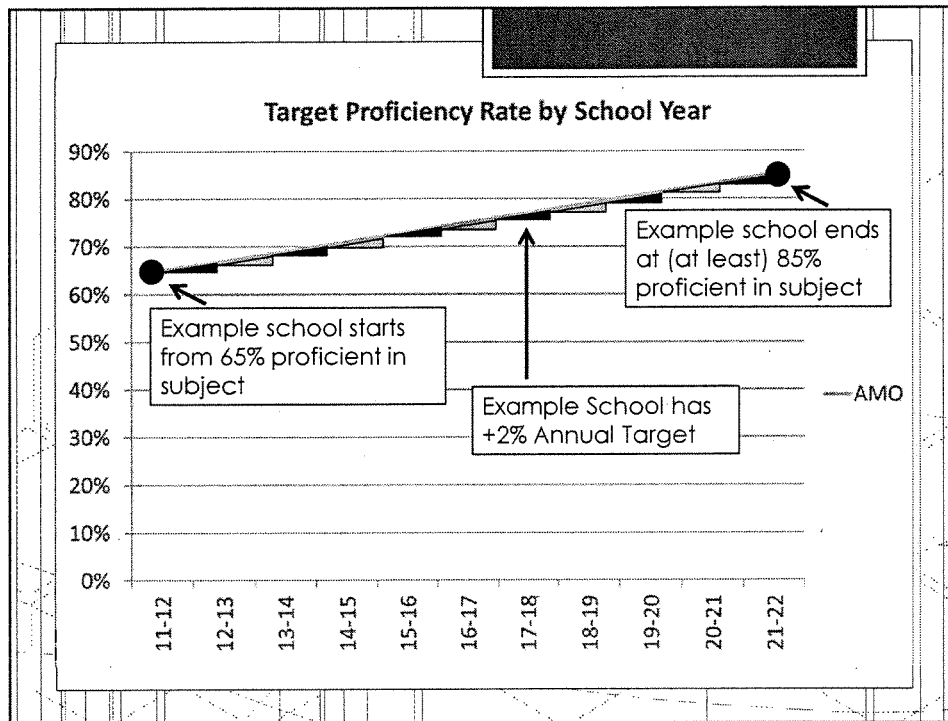 Target Proficiency Rate by School Year
90%
80%
70%
60%
50%
40%
30%
20%
10%
0%
Example school starts
from 65% proficient in
subject
Example School has
+2% Annual Target
Example school ends
at (at least) 85%
proficient in subject
AMO
11-12
12-13
13-14
14-15
15-16
16-17
17-18
18-19
19-20
20-21
21-22